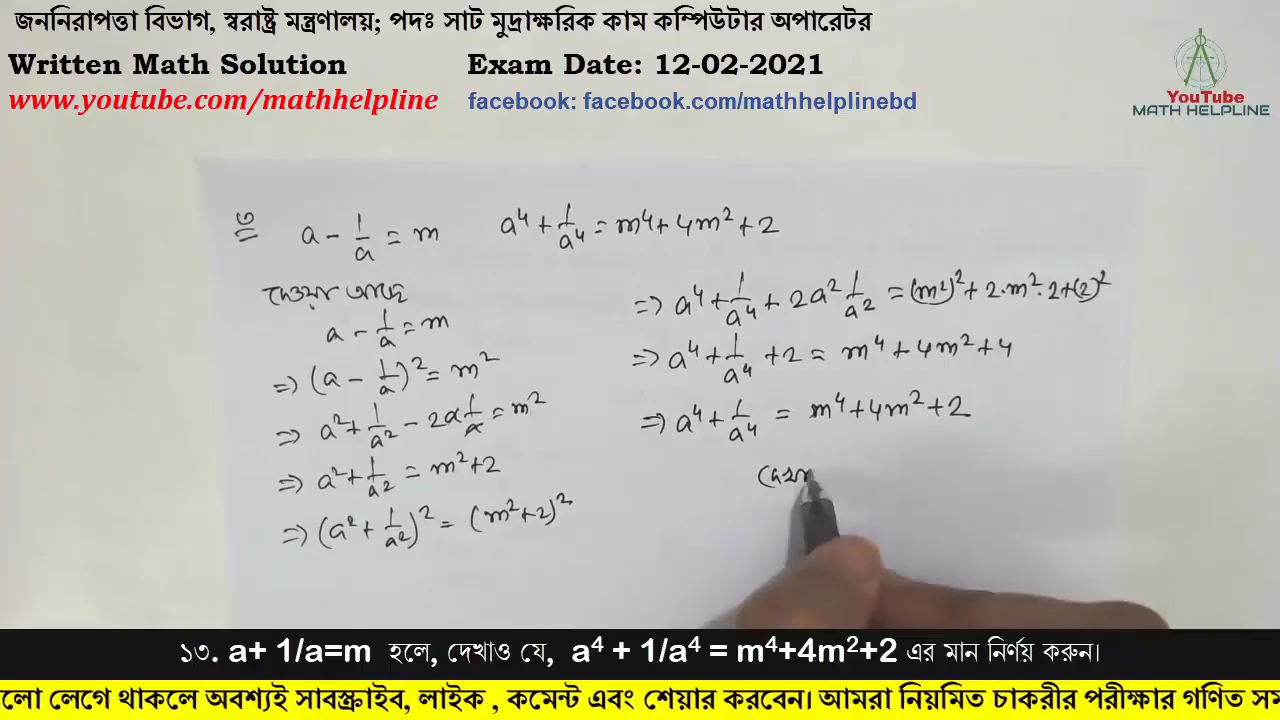 জননিরাপত্তা বিভাগ, স্বরাষ্ট্র মন্ত্রণালয়; পদঃ সাট মুদ্রাক্ষরিক কাম কম্পিউটার অপারেটর
Written Math Solution Exam Date: 12-02-2021
www.youtube.com/mathhelpline facebook: facebook.com/mathhelplinebd
YouTube
MATH HELPLINE
৩ a - 1/a = m a⁴ + 1/a⁴ = m⁴ + 4m² + 2
দেওয়া আছে
a - 1/a = m
=> (a - 1/a)² = m²
=> a² + 1/a² - 2a 1/a = m²
=> a² + 1/a² = m² + 2
=> (a² + 1/a²)² = (m² + 2)²
=> a⁴ + 1/a⁴ + 2a² 1/a² = (m²)² + 2·m²·2 + (2)²
=> a⁴ + 1/a⁴ + 2 = m⁴ + 4m² + 4
=> a⁴ + 1/a⁴ = m⁴ + 4m² + 2
১৩. a+ 1/a=m হলে, দেখাও যে, a⁴ + 1/a⁴ = m⁴+4m²+2 এর মান নির্ণয় করুন।
লো লেগে থাকলে অবশ্যই সাবস্ক্রাইব, লাইক , কমেন্ট এবং শেয়ার করবেন। আমরা নিয়মিত চাকরীর পরীক্ষার গণিত সম